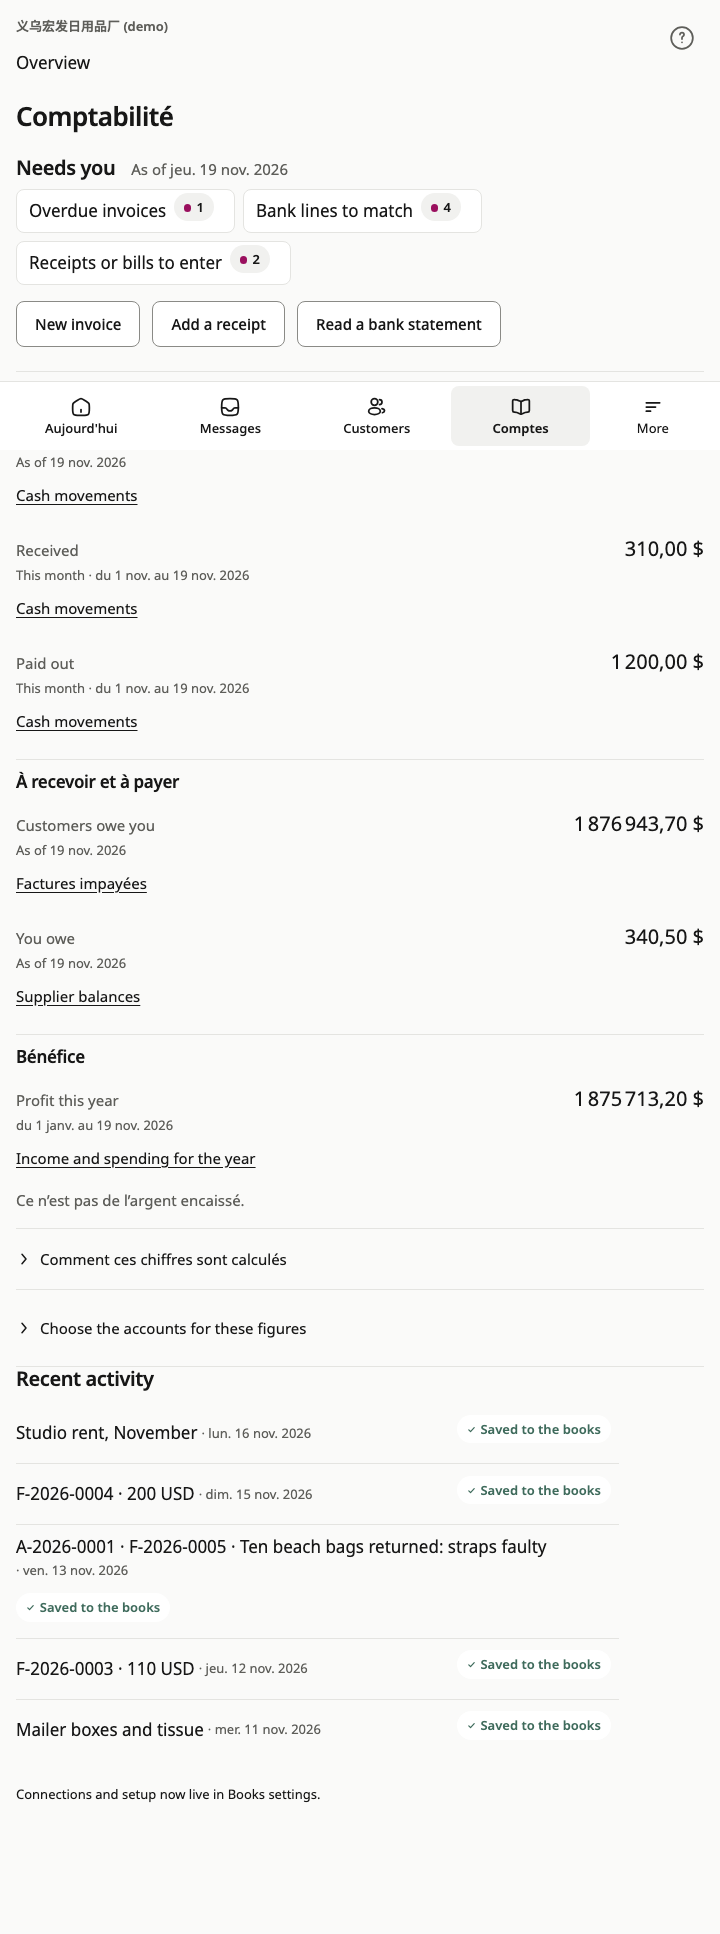 义乌宏发日用品厂 (demo)
Overview
Comptabilité
Needs you As of jeu. 19 nov. 2026
Overdue invoices 1 Bank lines to match 4
Receipts or bills to enter 2
New invoice Add a receipt Read a bank statement
Aujourd'hui Messages Customers Comptes More
As of 19 nov. 2026
Cash movements
Received 310,00 $
This month · du 1 nov. au 19 nov. 2026
Cash movements
Paid out 1 200,00 $
This month · du 1 nov. au 19 nov. 2026
Cash movements
À recevoir et à payer
Customers owe you 1 876 943,70 $
As of 19 nov. 2026
Factures impayées
You owe 340,50 $
As of 19 nov. 2026
Supplier balances
Bénéfice
Profit this year 1 875 713,20 $
du 1 janv. au 19 nov. 2026
Income and spending for the year
Ce n’est pas de l’argent encaissé.
Comment ces chiffres sont calculés
Choose the accounts for these figures
Recent activity
Studio rent, November · lun. 16 nov. 2026 Saved to the books
F-2026-0004 · 200 USD · dim. 15 nov. 2026 Saved to the books
A-2026-0001 · F-2026-0005 · Ten beach bags returned: straps faulty
· ven. 13 nov. 2026
Saved to the books
F-2026-0003 · 110 USD · jeu. 12 nov. 2026 Saved to the books
Mailer boxes and tissue · mer. 11 nov. 2026 Saved to the books
Connections and setup now live in Books settings.